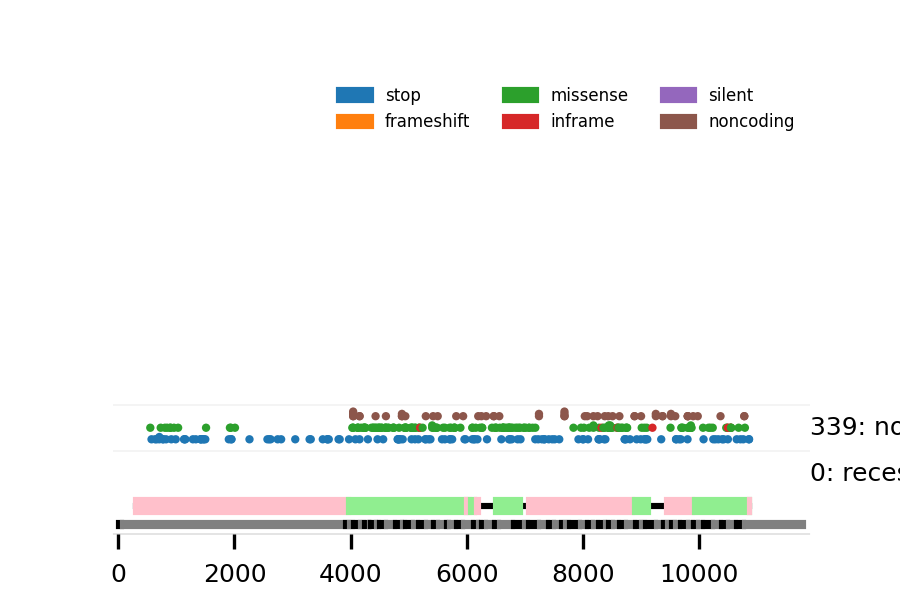 stop missense silent
frameshift inframe noncoding
339: no
0: reces
0 2000 4000 6000 8000 10000